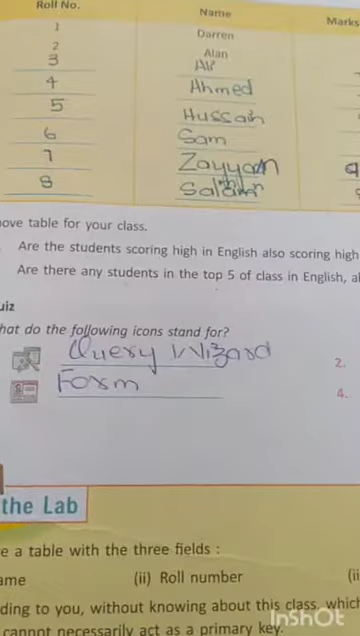 Roll No. Name Marks
1 Darren
2 Alan
3 Ali
4 Ahmed
5 Hussain
6 Sam
7 Zayyan 9
8
ove table for your class.
Are the students scoring high in English also scoring high
Are there any students in the top 5 of class in English, al
uiz
hat do the following icons stand for?
Query Wizard 2.
Form 4.
the Lab
e a table with the three fields :
ame (ii) Roll number (ii
ding to you, without knowing about this class, which
cannot necessarily act as a primary key.
InShOt